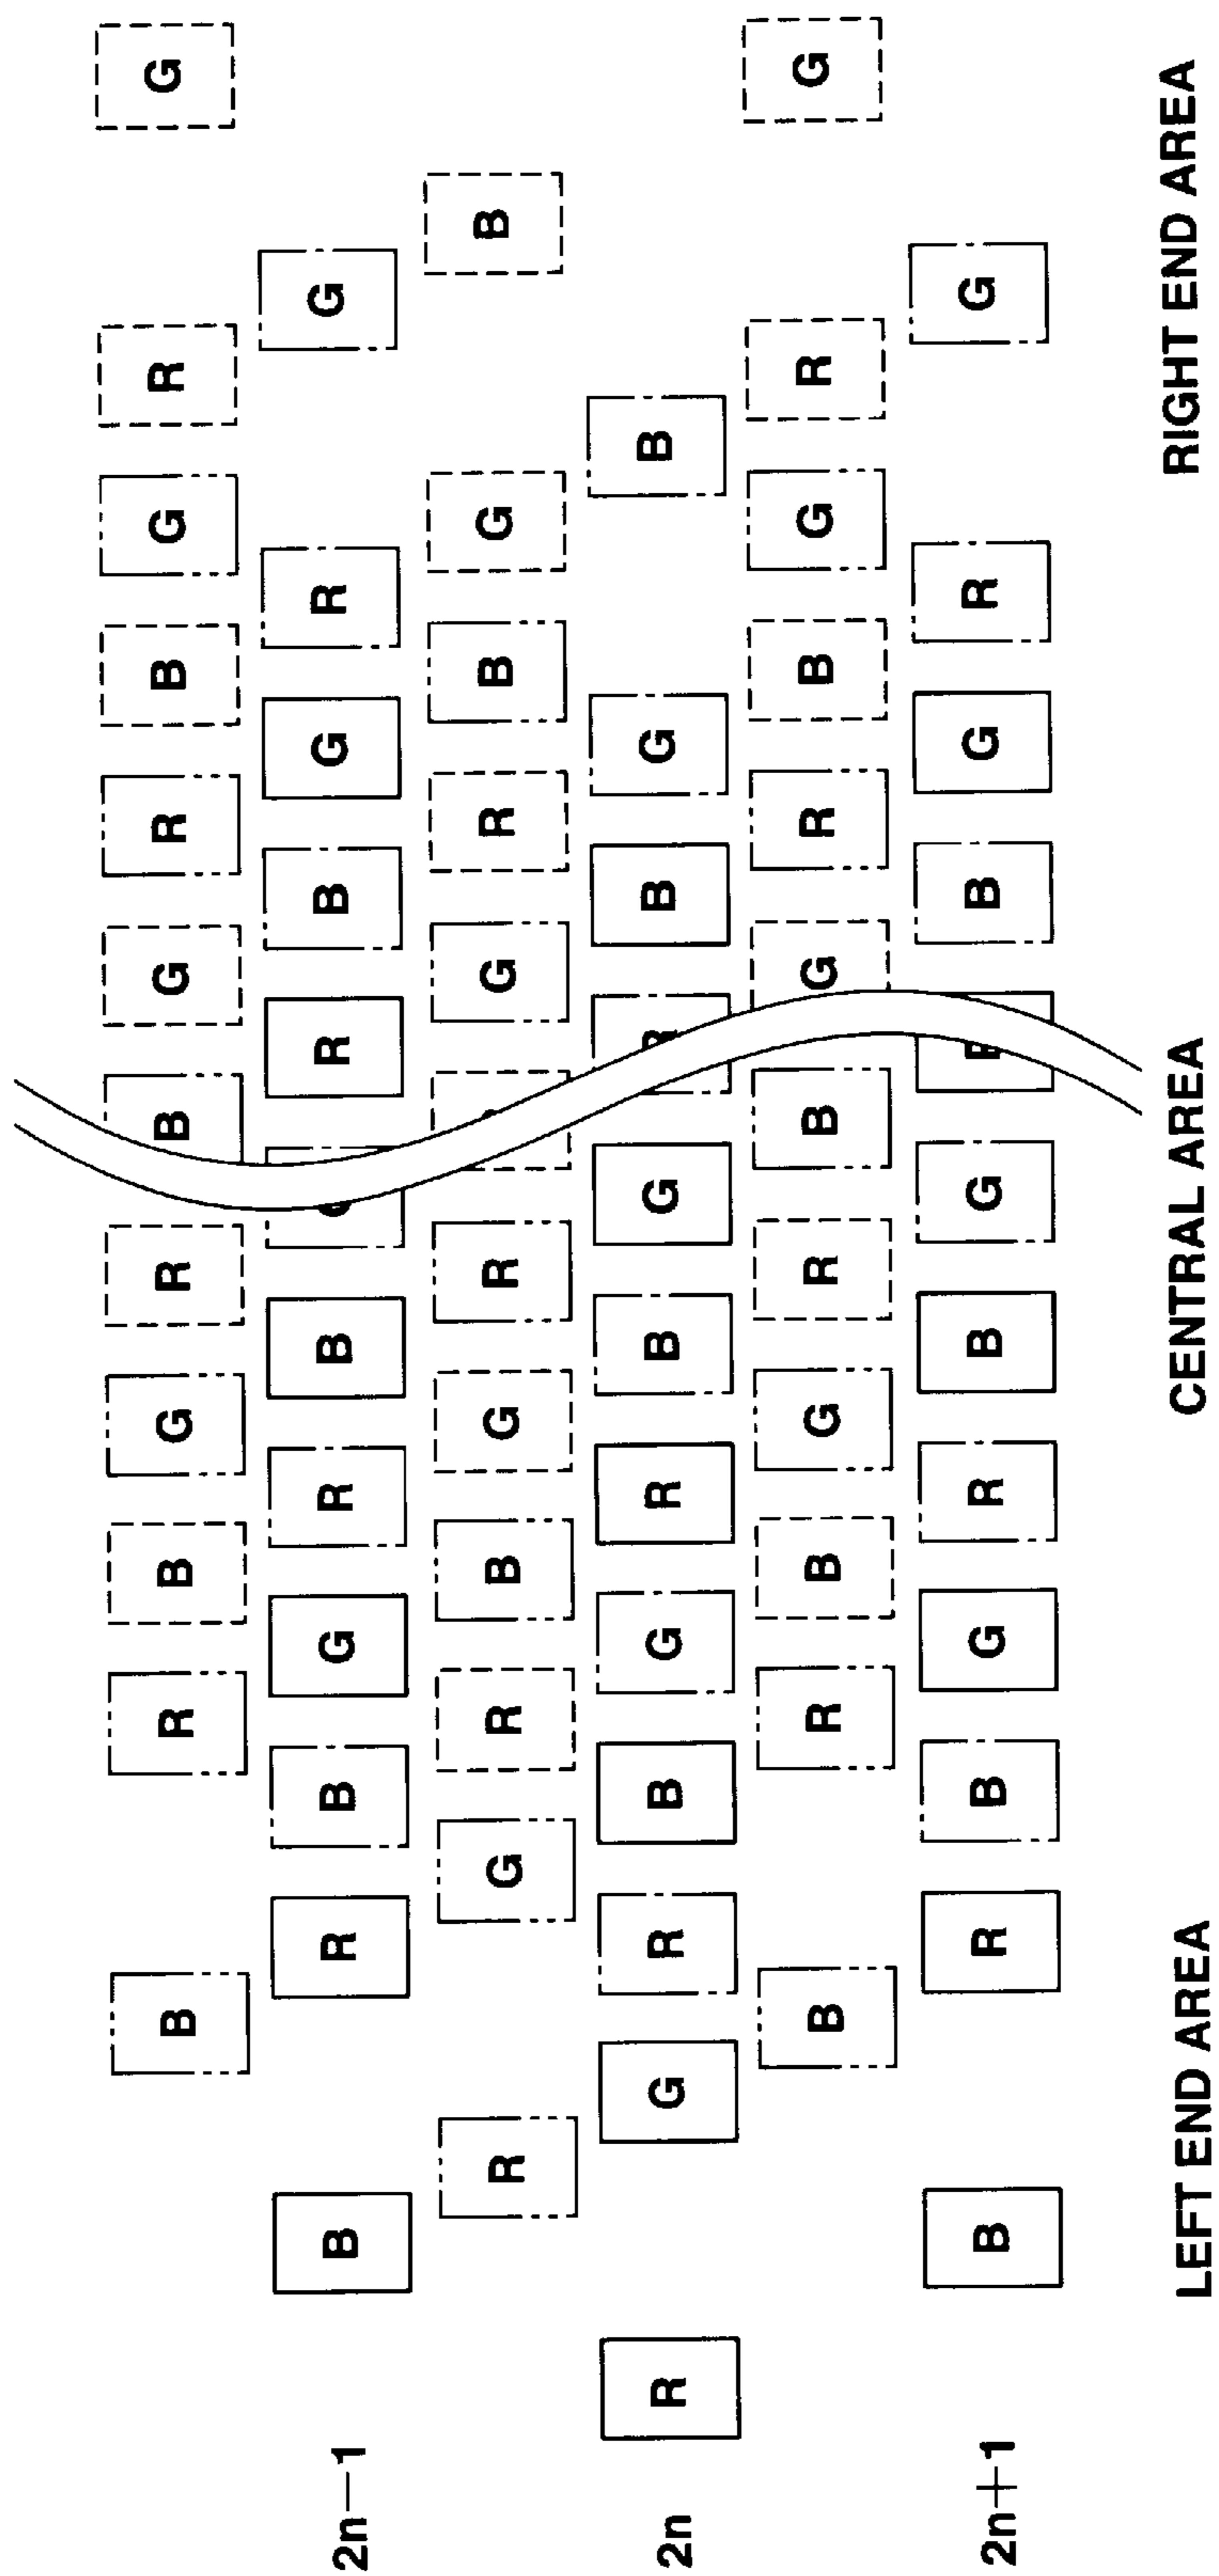 B R B G R B G R B G R G
2n−1 B R B G R B R B G R G
R G R B G R G R B G B
2n R G R B G R B G R B G B
B R B G R B G R B G R G
2n+1 B R B G R B G B G R G
LEFT END AREA CENTRAL AREA RIGHT END AREA